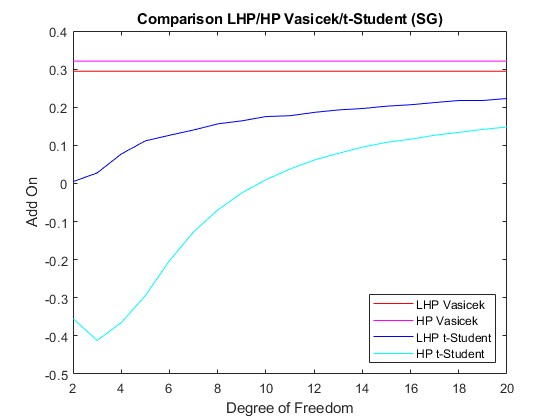 Comparison LHP/HP Vasicek/t-Student (SG)
0.4
0.3
0.2
0.1
0
-0.1
-0.2
-0.3
-0.4
-0.5
Add On
LHP Vasicek
HP Vasicek
LHP t-Student
HP t-Student
2 4 6 8 10 12 14 16 18 20
Degree of Freedom